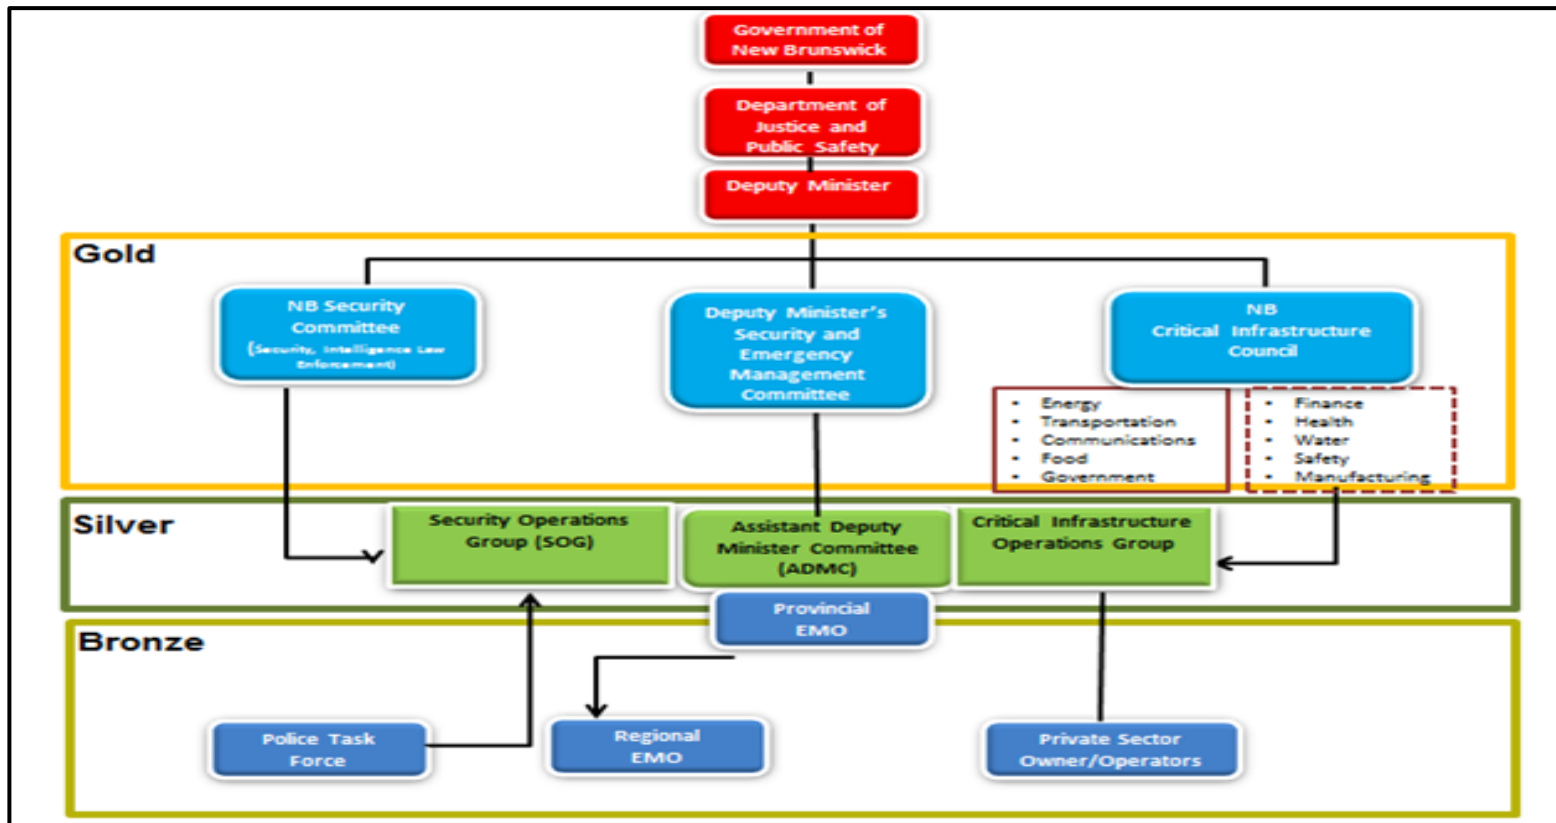 Government of
New Brunswick
Department of
Justice and
Public Safety
Deputy Minister
Gold
NB Security
Committee
(Security, Intelligence Law
Enforcement)
Deputy Minister's
Security and
Emergency
Management
Committee
NB
Critical Infrastructure
Council
• Energy
• Transportation
• Communications
• Food
• Government
• Finance
• Health
• Water
• Safety
• Manufacturing
Silver
Security Operations
Group (SOG)
Assistant Deputy
Minister Committee
(ADMC)
Critical Infrastructure
Operations Group
Provincial
EMO
Bronze
Police Task
Force
Regional
EMO
Private Sector
Owner/Operators